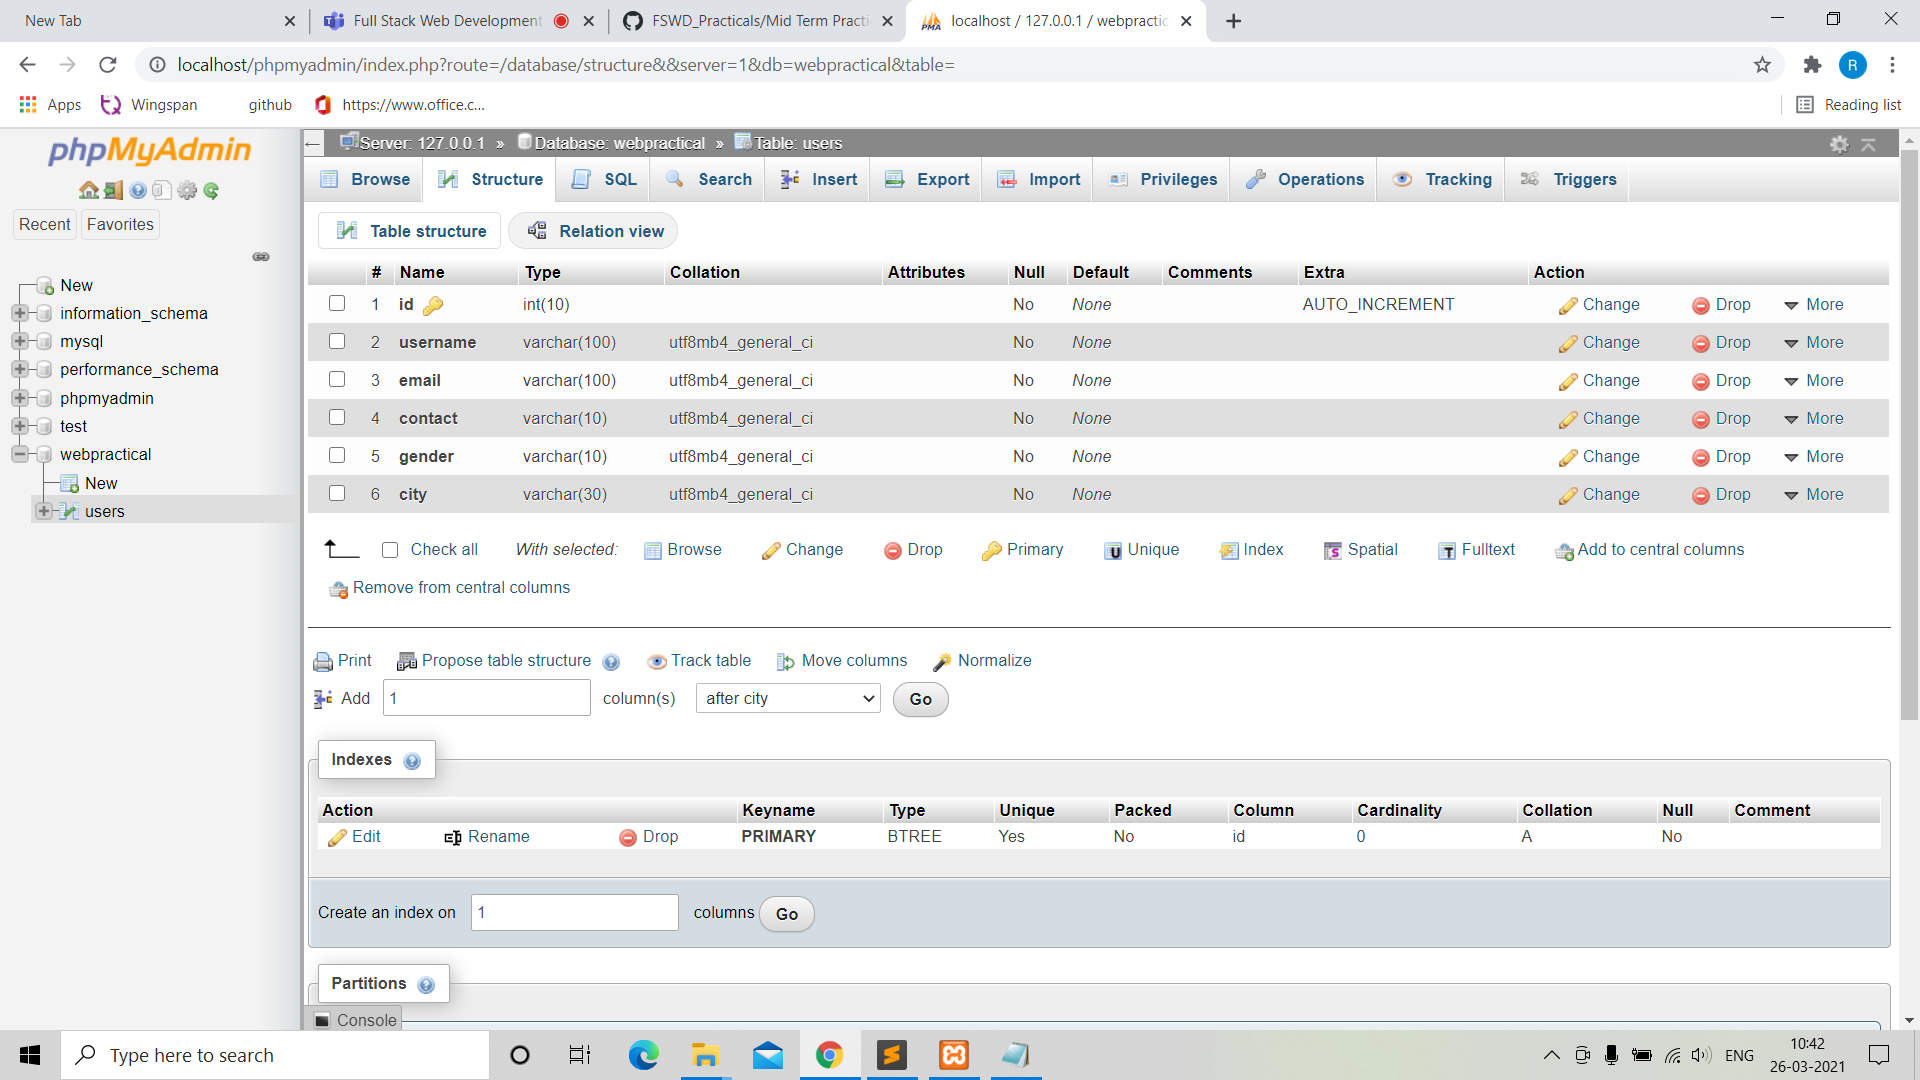 New Tab
Full Stack Web Development
FSWD_Practicals/Mid Term Practi
localhost / 127.0.0.1 / webpractic
localhost/phpmyadmin/index.php?route=/database/structure&&server=1&db=webpractical&table=
R
Apps
Wingspan
github
https://www.office.c...
Reading list
phpMyAdmin
Recent
Favorites
New
information_schema
mysql
performance_schema
phpmyadmin
test
webpractical
New
users
Server: 127.0.0.1 » Database: webpractical » Table: users
Browse Structure SQL Search Insert Export Import Privileges Operations Tracking Triggers
Table structure Relation view
# Name Type Collation Attributes Null Default Comments Extra Action
1 id int(10) No None AUTO_INCREMENT Change Drop More
2 username varchar(100) utf8mb4_general_ci No None Change Drop More
3 email varchar(100) utf8mb4_general_ci No None Change Drop More
4 contact varchar(10) utf8mb4_general_ci No None Change Drop More
5 gender varchar(10) utf8mb4_general_ci No None Change Drop More
6 city varchar(30) utf8mb4_general_ci No None Change Drop More
Check all With selected: Browse Change Drop Primary Unique Index Spatial Fulltext Add to central columns
Remove from central columns
Print Propose table structure Track table Move columns Normalize
Add 1 column(s) after city Go
Indexes
Action Keyname Type Unique Packed Column Cardinality Collation Null Comment
Edit Rename Drop PRIMARY BTREE Yes No id 0 A No
Create an index on 1 columns Go
Partitions
Console
Type here to search
ENG
10:42
26-03-2021